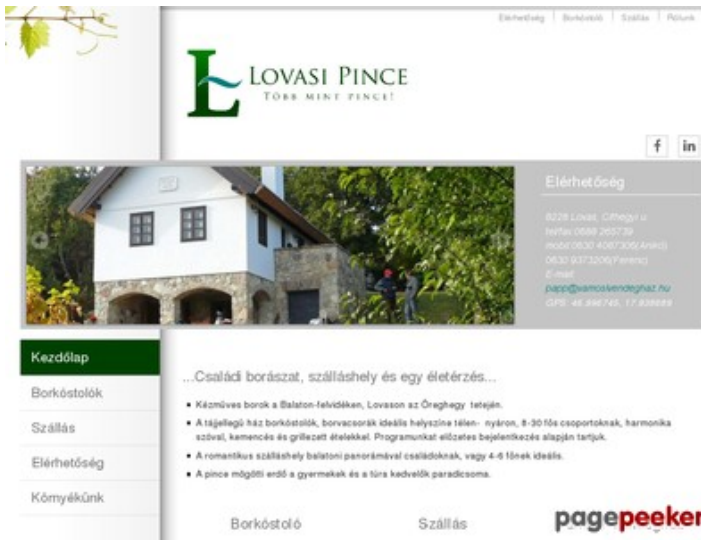 Elérhetőség Borkóstoló Szállás Rólunk
LOVASI PINCE
TÖBB MINT PINCE!
f in
Elérhetőség
8228 Lovas,
mobil:0630 4067306(Anikó)
0630 9373206(Ferenc)
E-mail:
papp@vamosivendeghaz.hu
Kezdőlap
Borkóstolók
Szállás
Elérhetőség
Környékünk
...Családi borászat, szálláshely és egy életérzés...
Kézműves borok a Balaton-felvidéken, Lovason az Öreghegy tetején.
A tájjellegű ház borkóstolók, borvacsorák ideális helyszíne télen- nyáron, 8-30 fős csoportoknak, harmonika
szóval, kemencés és grillezett ételekkel. Programunkat előzetes bejelentkezés alapján tartjuk.
A romantikus szálláshely balatoni panorámával családoknak, vagy 4-6 főnek ideális.
A pince mögötti erdő a gyermekek és a túra kedvelők paradicsoma.
Borkóstoló Szállás
pagepeeker